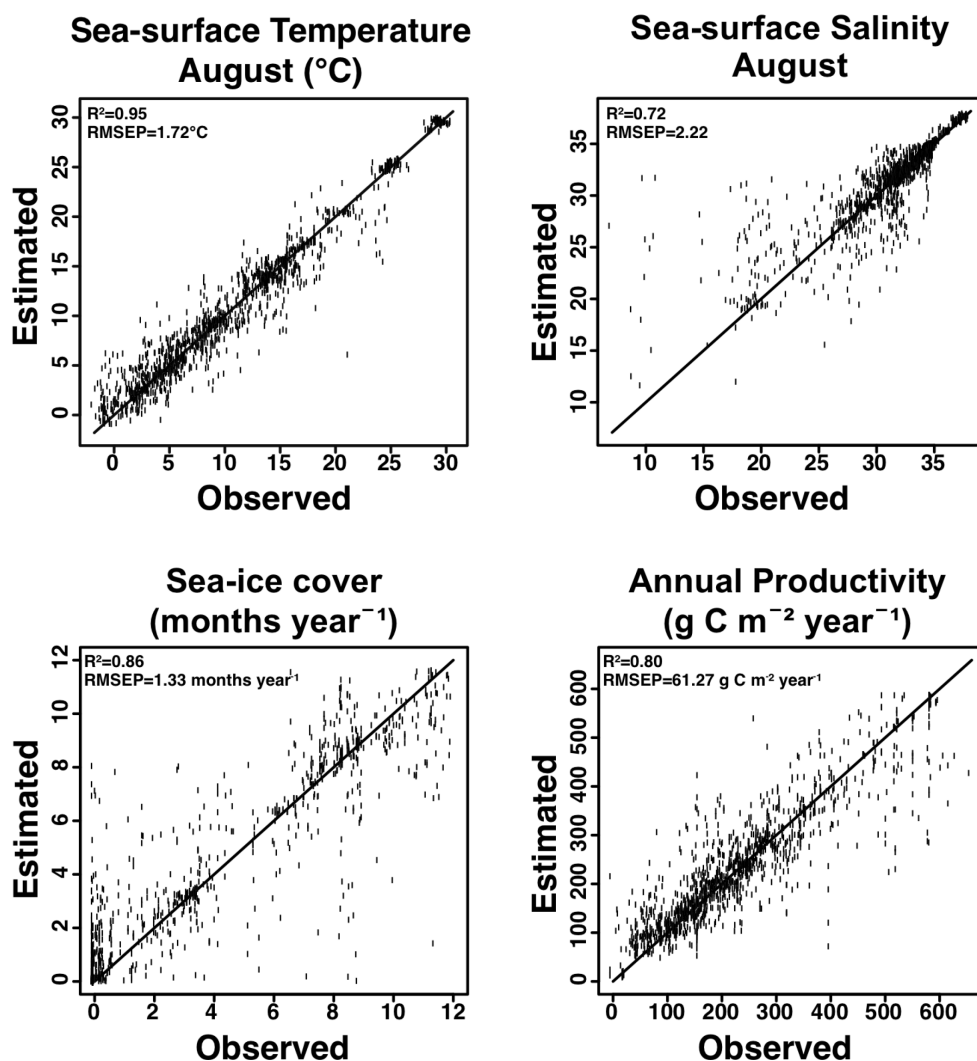 Sea-surface Temperature
August (°C)
R²=0.95
RMSEP=1.72°C
Estimated
0
5
10
15
20
25
30
0 5 10 15 20 25 30
Observed
Sea-surface Salinity
August
R²=0.72
RMSEP=2.22
Estimated
10
15
20
25
30
35
10 15 20 25 30 35
Observed
Sea-ice cover
(months year⁻¹)
R²=0.86
RMSEP=1.33 months year⁻¹
Estimated
0
2
4
6
8
10
12
0 2 4 6 8 10 12
Observed
Annual Productivity
(g C m⁻² year⁻¹)
R²=0.80
RMSEP=61.27 g C m⁻² year⁻¹
Estimated
0
100
200
300
400
500
600
0 100 200 300 400 500 600
Observed